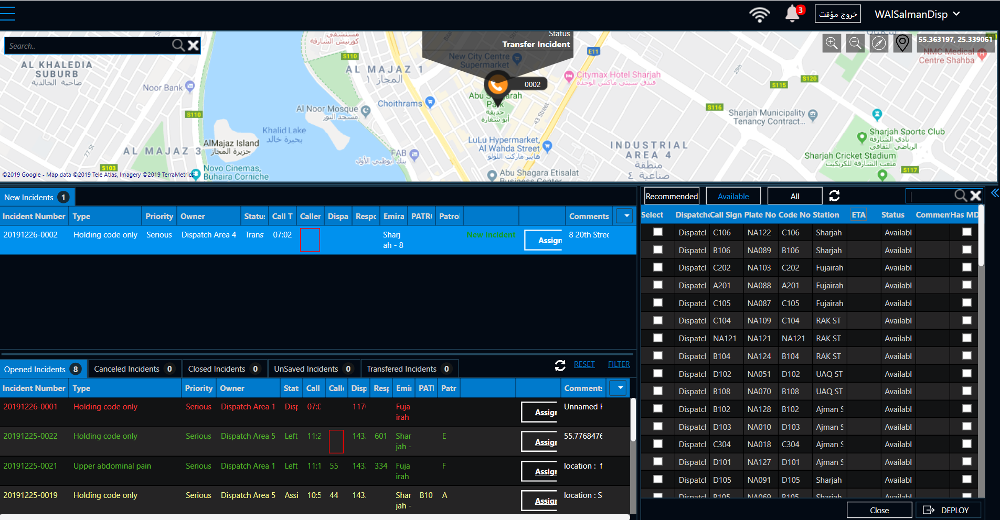 3
خروج مؤقت
WAlSalmanDisp
Search..
Status
Transfer Incident
55.363197, 25.339061
مستشفى
كورنيش الشارقة
S110
AL KHALEDIA
SUBURB
ضاحية الخالدية
Noor Bank
S110
AL MAJAZ 1
المجاز ١
New City Centre
Supermarket
E11
Citymax Hotel Sharjah
فندق سيتي ماكس الوحدة
0002
NMC Medical
Centre Shahba
25th
S120
S115
Abu Shagarah
Park
حديقة
أبو شغارة
Choithrams
Al Noor Mosque
مسجد النور
43 Street
S116
Sharjah Municipality
Tenancy Contract...
Khalid Lake
بحيرة خالد
AlMajaz Island
جزيرة المجاز
AL MAJAZ 3
77 St
LuLu Hypermarket,
Al Wahda Street
هايبر ماركت اللولو
INDUSTRIAL
AREA 4
منطقة
صناعية ٤
Sharjah Sports Club
نادي الشارقة
الرياضي الثقافي
Sharjah Cricket Stadium
ملعب الشارقة للكريكيت
S117
FAB
بنك أبوظبي الأول
S103
Novo Cinemas,
Buhaira Corniche
Abu Shagara Etisalat
Business Center
©2019 Google - Map data ©2019 Tele Atlas, Imagery ©2019 TerraMetrics
New Incidents 1
Incident Number Type Priority Owner Status Call T Caller Dispa Respo Emira PATR Patrol Comments
20191226-0002 Holding code only Serious Dispatch Area 4 Trans 07:02 Sharj
ah - 8 New Incident Assign 8 20th Stree
Opened Incidents 8 Canceled Incidents 0 Closed Incidents 0 UnSaved Incidents 0 Transfered Incidents 0 RESET FILTER
Incident Number Type Priority Owner Stat Call Calle Disp Resp Emir PATI Patr Comments
20191226-0001 Holding code only Serious Dispatch Area 1 Disp 07:0 117 Fuja
irah Assign Unnamed R
20191225-0022 Holding code only Serious Dispatch Area 5 Left 11:2 143. 601 Shar
jah - E Assign 55.7768476
20191225-0021 Upper abdominal pain Serious Dispatch Area 1 Left 11:1 55 143. 334 Fuja
irah F Assign location : f
20191225-0019 Holding code only Serious Dispatch Area 5 Assi 10:5 44 143. Shar
jah - B10 A Assign location : S
Recommended Available All
Select Dispatche Call Sign Plate No Code No Station ETA Status Commen Has MD
Dispatcl C106 NA122 C106 Sharjah Availabl
Dispatcl B106 NA089 B106 Sharjah Availabl
Dispatcl C202 NA103 C202 Fujairah Availabl
Dispatcl A201 NA088 A201 Fujairah Availabl
Dispatcl C105 NA087 C105 Fujairah Availabl
Dispatcl C104 NA109 C104 RAK ST Availabl
Dispatcl NA121 NA121 NA121 RAK ST Availabl
Dispatcl B104 NA124 B104 RAK ST Availabl
Dispatcl D102 NA051 D102 UAQ ST Availabl
Dispatcl B108 NA070 B108 UAQ ST Availabl
Dispatcl B102 NA128 B102 Ajman S Availabl
Dispatcl D103 NA010 D103 Ajman S Availabl
Dispatcl C304 NA018 C304 Ajman S Availabl
Dispatcl D101 NA127 D101 Ajman S Availabl
Dispatcl D105 NA091 D105 Sharjah Availabl
Dispatcl B105 NA069 B105 Sharjah Availabl
Close DEPLOY